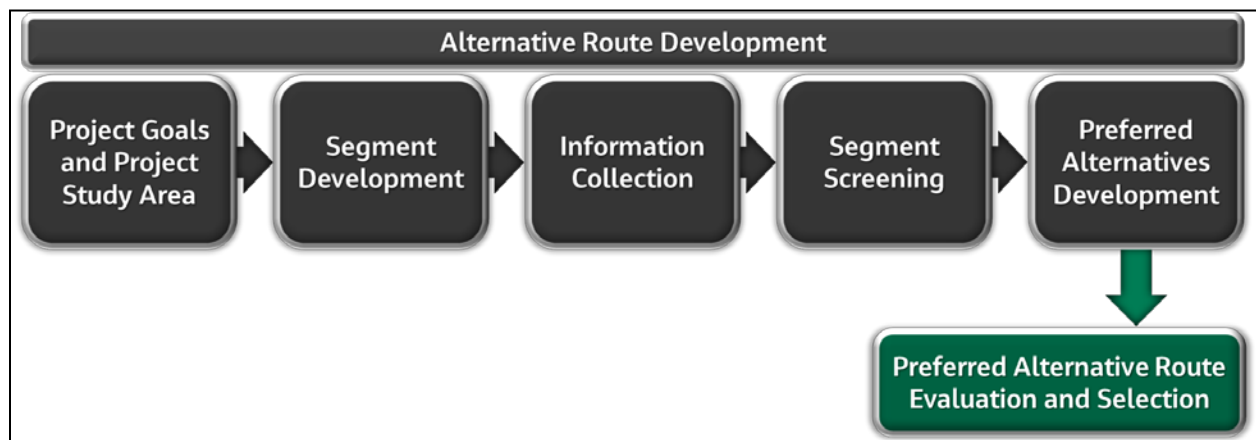 Alternative Route Development
Project Goals
and Project
Study Area
Segment
Development
Information
Collection
Segment
Screening
Preferred
Alternatives
Development
Preferred Alternative Route
Evaluation and Selection